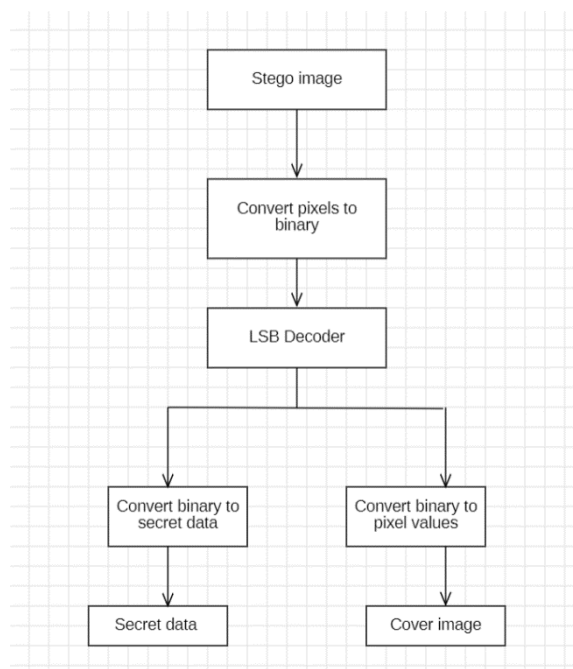 Stego image
Convert pixels to
binary
LSB Decoder
Convert binary to
secret data
Convert binary to
pixel values
Secret data
Cover image